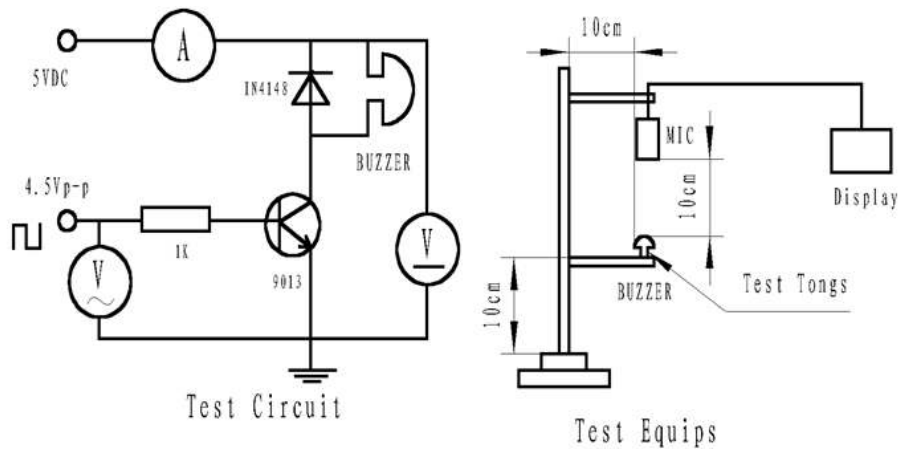 A
5VDC
IN4148
BUZZER
4.5Vp-p
1K
9013
V
V
Test Circuit
10cm
MIC
10cm
Display
BUZZER
Test Tongs
10cm
Test Equips